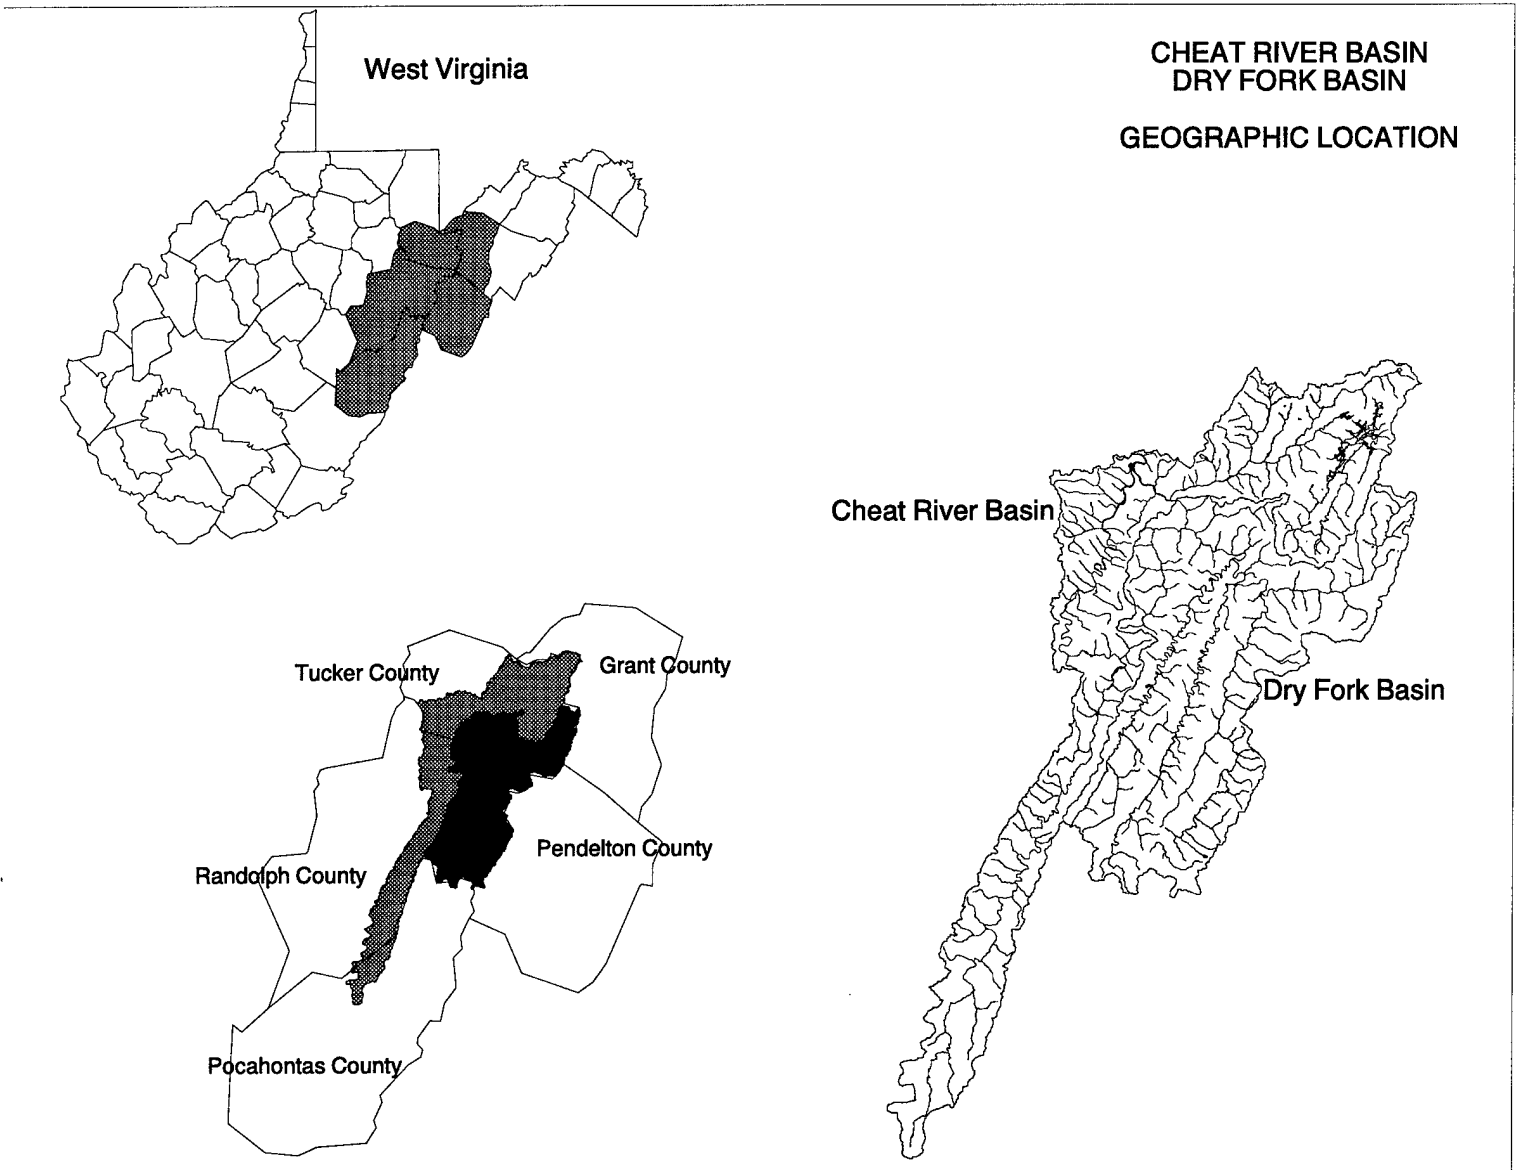 West Virginia
CHEAT RIVER BASIN
DRY FORK BASIN
GEOGRAPHIC LOCATION
Cheat River Basin
Dry Fork Basin
Tucker County
Grant County
Pendelton County
Randolph County
Pocahontas County